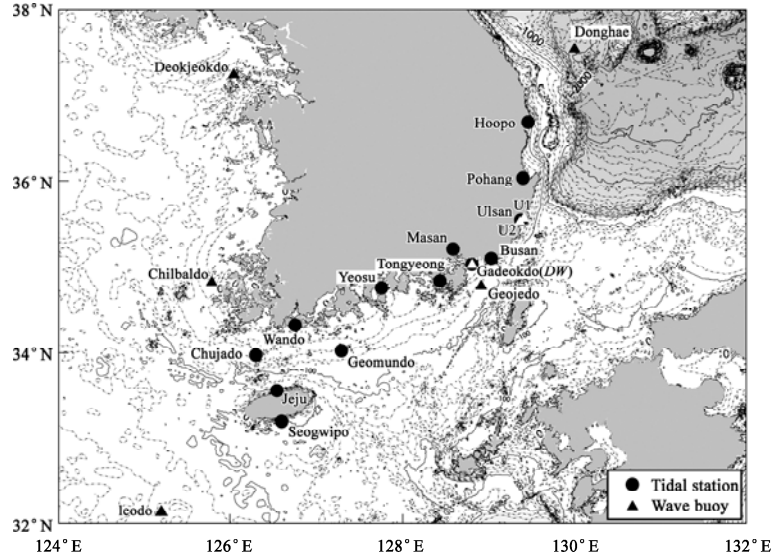 38° N
1000
Donghae
Deokjeokdo
2000
Hoopo
36° N
Pohang
Ulsan
U1
U2
Masan
Busan
Tongyeong
Gadeokdo(DW)
Chilbaldo
Yeosu
Geojedo
Wando
34° N
Chujado
Geomundo
Jeju
Seogwipo
Ieodo
Tidal station
Wave buoy
32° N
124° E
126° E
128° E
130° E
132° E